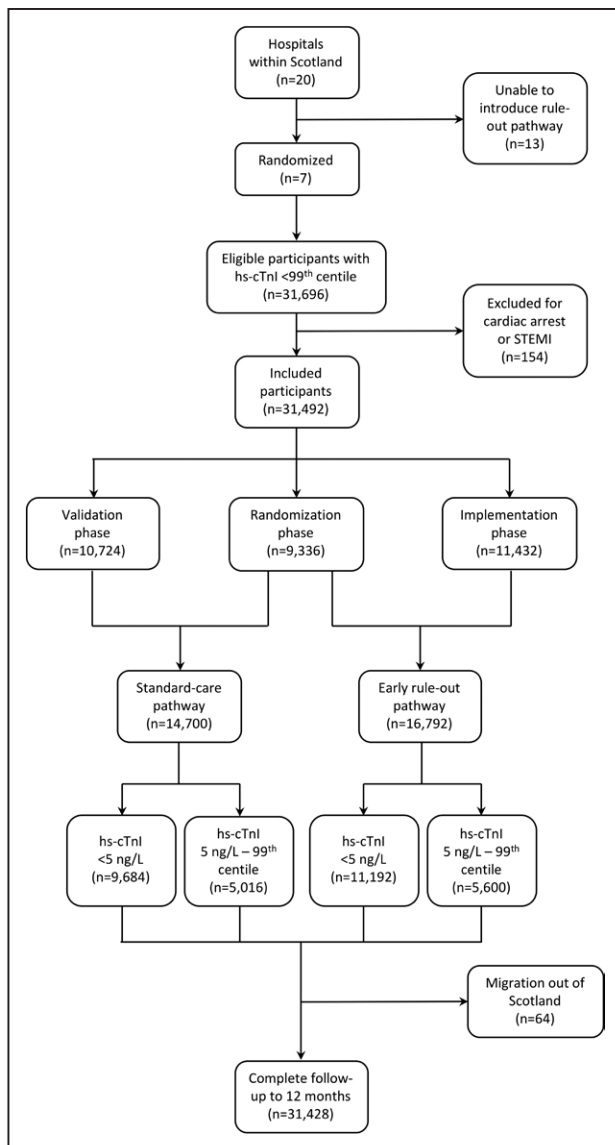 Hospitals
within Scotland
(n=20)
Unable to
introduce rule-
out pathway
(n=13)
Randomized
(n=7)
Eligible participants with
hs-cTnI <99th centile
(n=31,696)
Excluded for
cardiac arrest
or STEMI
(n=154)
Included
participants
(n=31,492)
Validation
phase
(n=10,724)
Randomization
phase
(n=9,336)
Implementation
phase
(n=11,432)
Standard-care
pathway
(n=14,700)
Early rule-out
pathway
(n=16,792)
hs-cTnI
<5 ng/L
(n=9,684)
hs-cTnI
5 ng/L – 99th
centile
(n=5,016)
hs-cTnI
<5 ng/L
(n=11,192)
hs-cTnI
5 ng/L – 99th
centile
(n=5,600)
Migration out of
Scotland
(n=64)
Complete follow-
up to 12 months
(n=31,428)